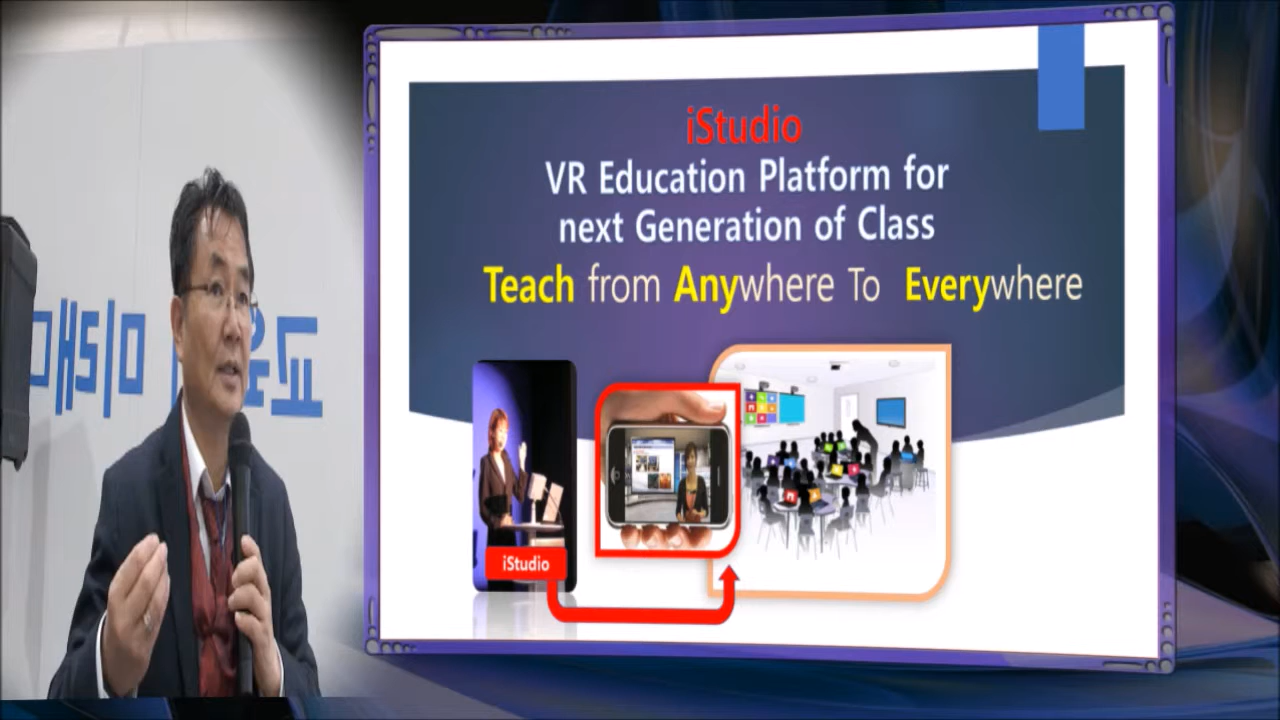 iStudio
VR Education Platform for
next Generation of Class
Teach from Anywhere To Everywhere
iStudio